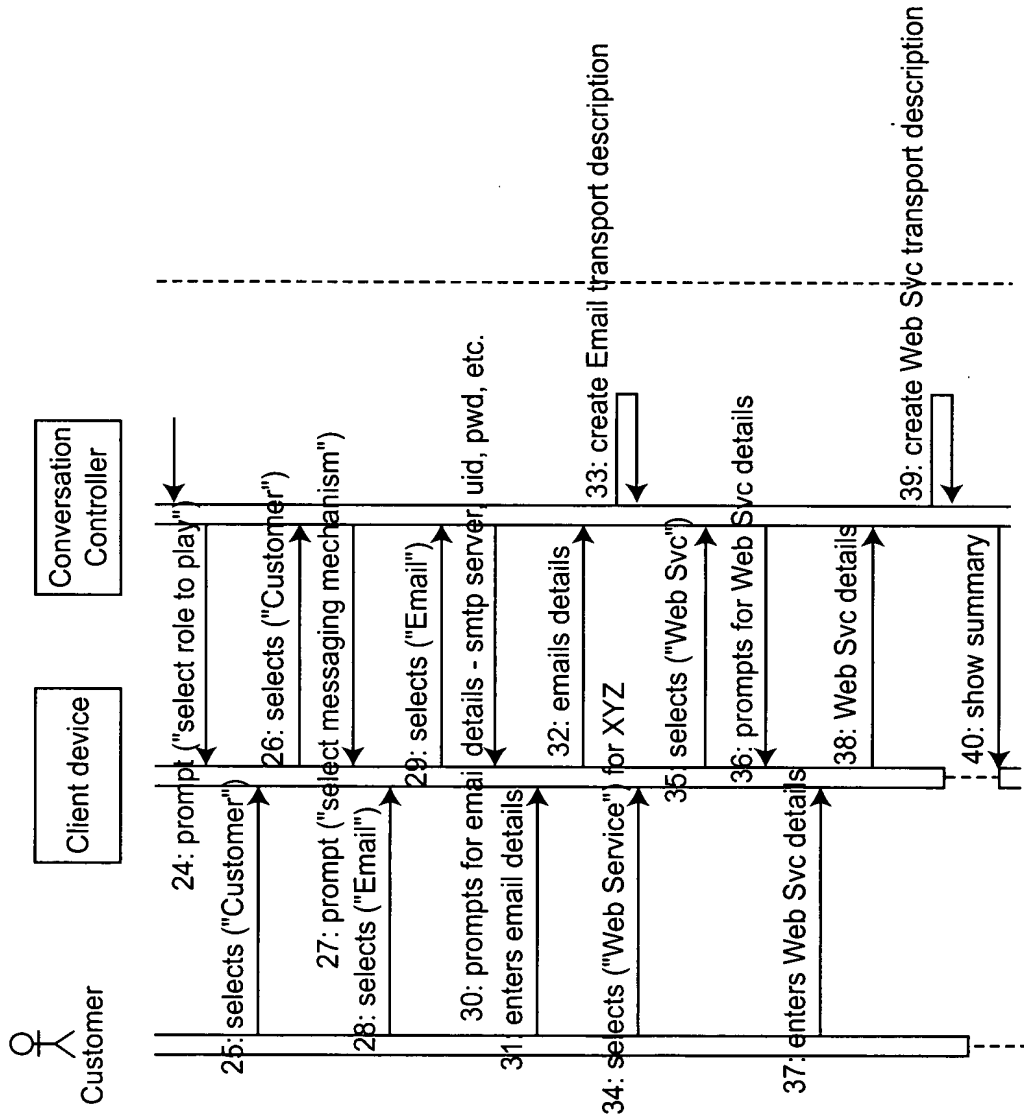 Customer
Client device
Conversation
Controller
24: prompt ("select role to play")
25: selects ("Customer")
26: selects ("Customer")
27: prompt ("select messaging mechanism")
28: selects ("Email")
29: selects ("Email")
30: prompts for email details - smtp server, uid, pwd, etc.
31: enters email details
32: emails details
33: create Email transport description
34: selects ("Web Service") for XYZ
35: selects ("Web Svc")
36: prompts for Web Svc details
37: enters Web Svc details
38: Web Svc details
39: create Web Svc transport description
40: show summary